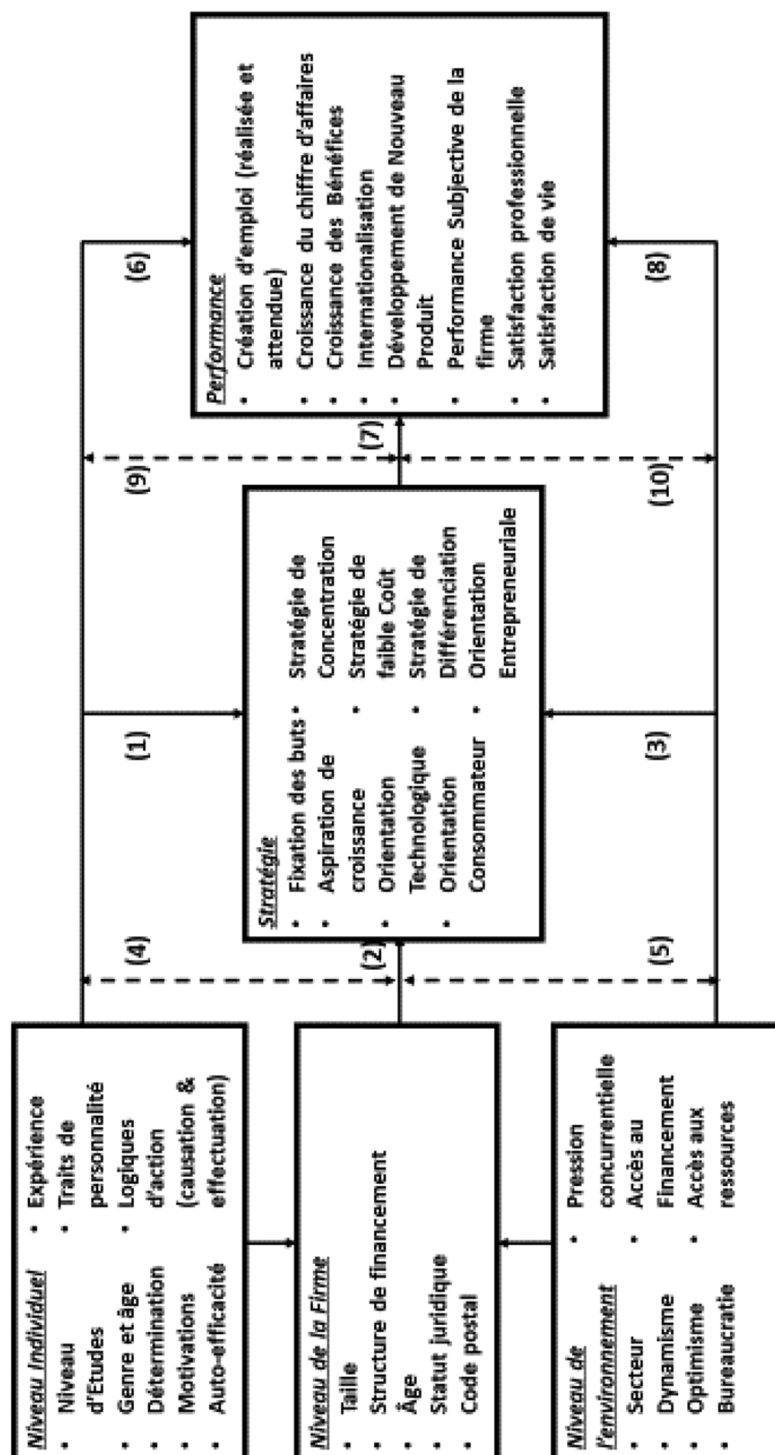 Niveau Individuel
• Niveau
d'Etudes
• Genre et âge
• Détermination
• Motivations
• Auto-efficacité
• Expérience
• Traits de
personnalité
• Logiques
d'action
(causation &
effectuation)
Niveau de la Firme
• Taille
• Structure de financement
• Âge
• Statut juridique
• Code postal
Niveau de
l'environnement
• Secteur
• Dynamisme
• Optimisme
• Bureaucratie
• Pression
concurrentielle
• Accès au
Financement
• Accès aux
ressources
(4)
(2)
(5)
(1)
Stratégie
• Fixation des buts
• Aspiration de
croissance
• Orientation
Technologique
• Orientation
Consommateur
• Stratégie de
Concentration
• Stratégie de
faible Coût
• Stratégie de
Différenciation
• Orientation
Entrepreneuriale
(3)
(9)
(7)
(10)
(6)
Performance
• Création d'emploi (réalisée et
attendue)
• Croissance du chiffre d'affaires
• Croissance des Bénéfices
• Internationalisation
• Développement de Nouveau
Produit
• Performance Subjective de la
firme
• Satisfaction professionnelle
• Satisfaction de vie
(8)